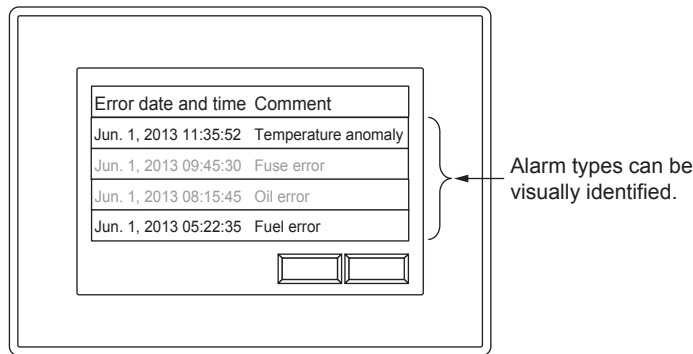 Error date and time Comment
Jun. 1, 2013 11:35:52 Temperature anomaly
Jun. 1, 2013 09:45:30 Fuse error
Jun. 1, 2013 08:15:45 Oil error
Jun. 1, 2013 05:22:35 Fuel error
Alarm types can be
visually identified.